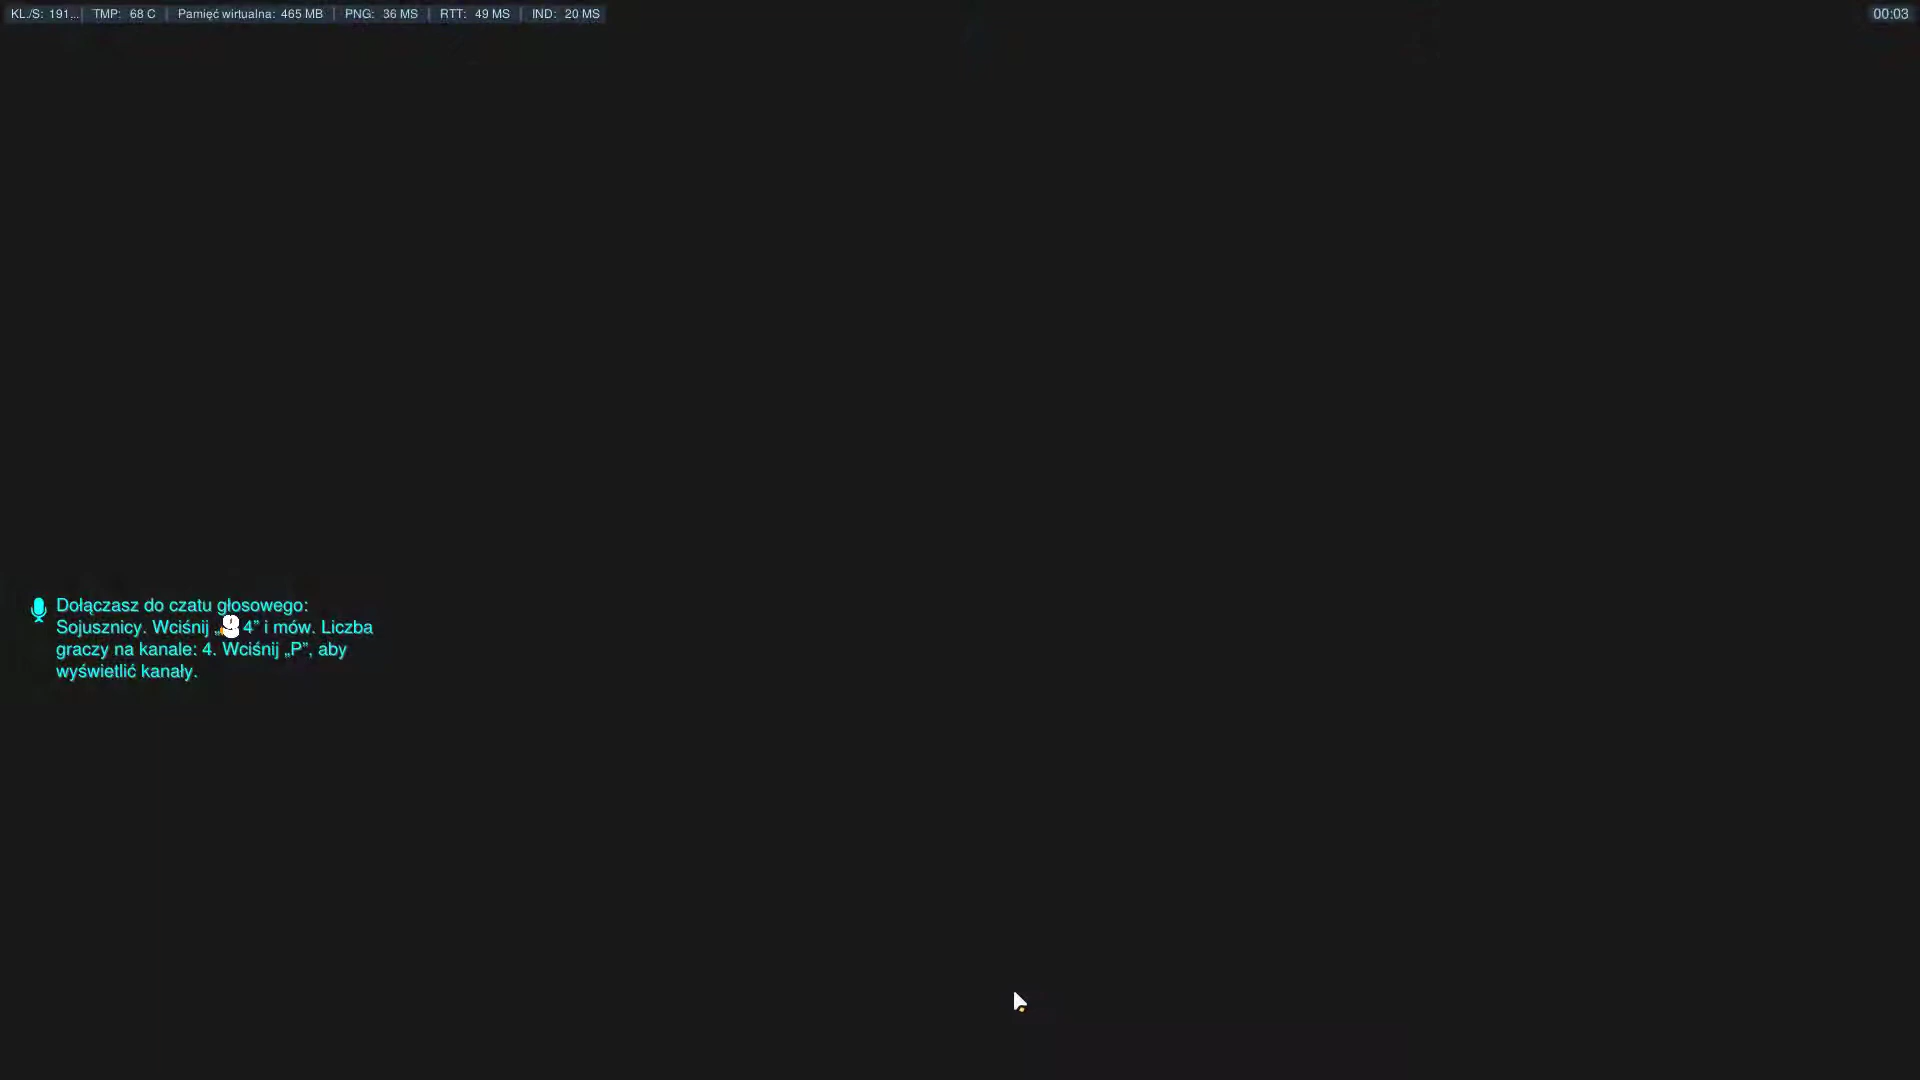 KL./S: 191... | TMP: 68 C | Pamięć wirtualna: 465 MB | PNG: 36 MS | RTT: 49 MS | IND: 20 MS
00:03
Dołączasz do czatu głosowego:
Sojusznicy. Wciśnij „ 4” i mów. Liczba
graczy na kanale: 4. Wciśnij „P”, aby
wyświetlić kanały.